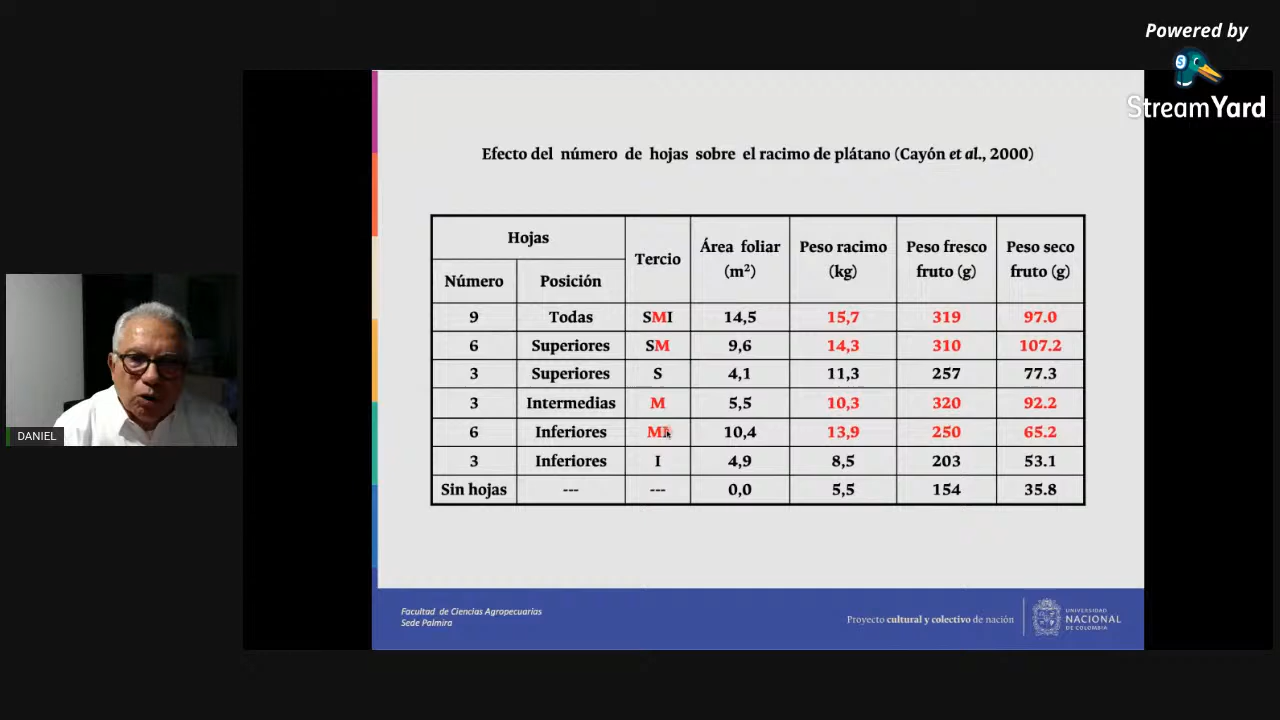 Powered by
StreamYard
Efecto del número de hojas sobre el racimo de plátano (Cayón et al., 2000)
Hojas Tercio Área foliar (m²) Peso racimo (kg) Peso fresco fruto (g) Peso seco fruto (g)
Número Posición
9 Todas SMI 14,5 15,7 319 97.0
6 Superiores SM 9,6 14,3 310 107.2
3 Superiores S 4,1 11,3 257 77.3
3 Intermedias M 5,5 10,3 320 92.2
6 Inferiores MI 10,4 13,9 250 65.2
3 Inferiores I 4,9 8,5 203 53.1
Sin hojas --- --- 0,0 5,5 154 35.8
DANIEL
Facultad de Ciencias Agropecuarias
Sede Palmira
Proyecto cultural y colectivo de nación
UNIVERSIDAD
NACIONAL
DE COLOMBIA